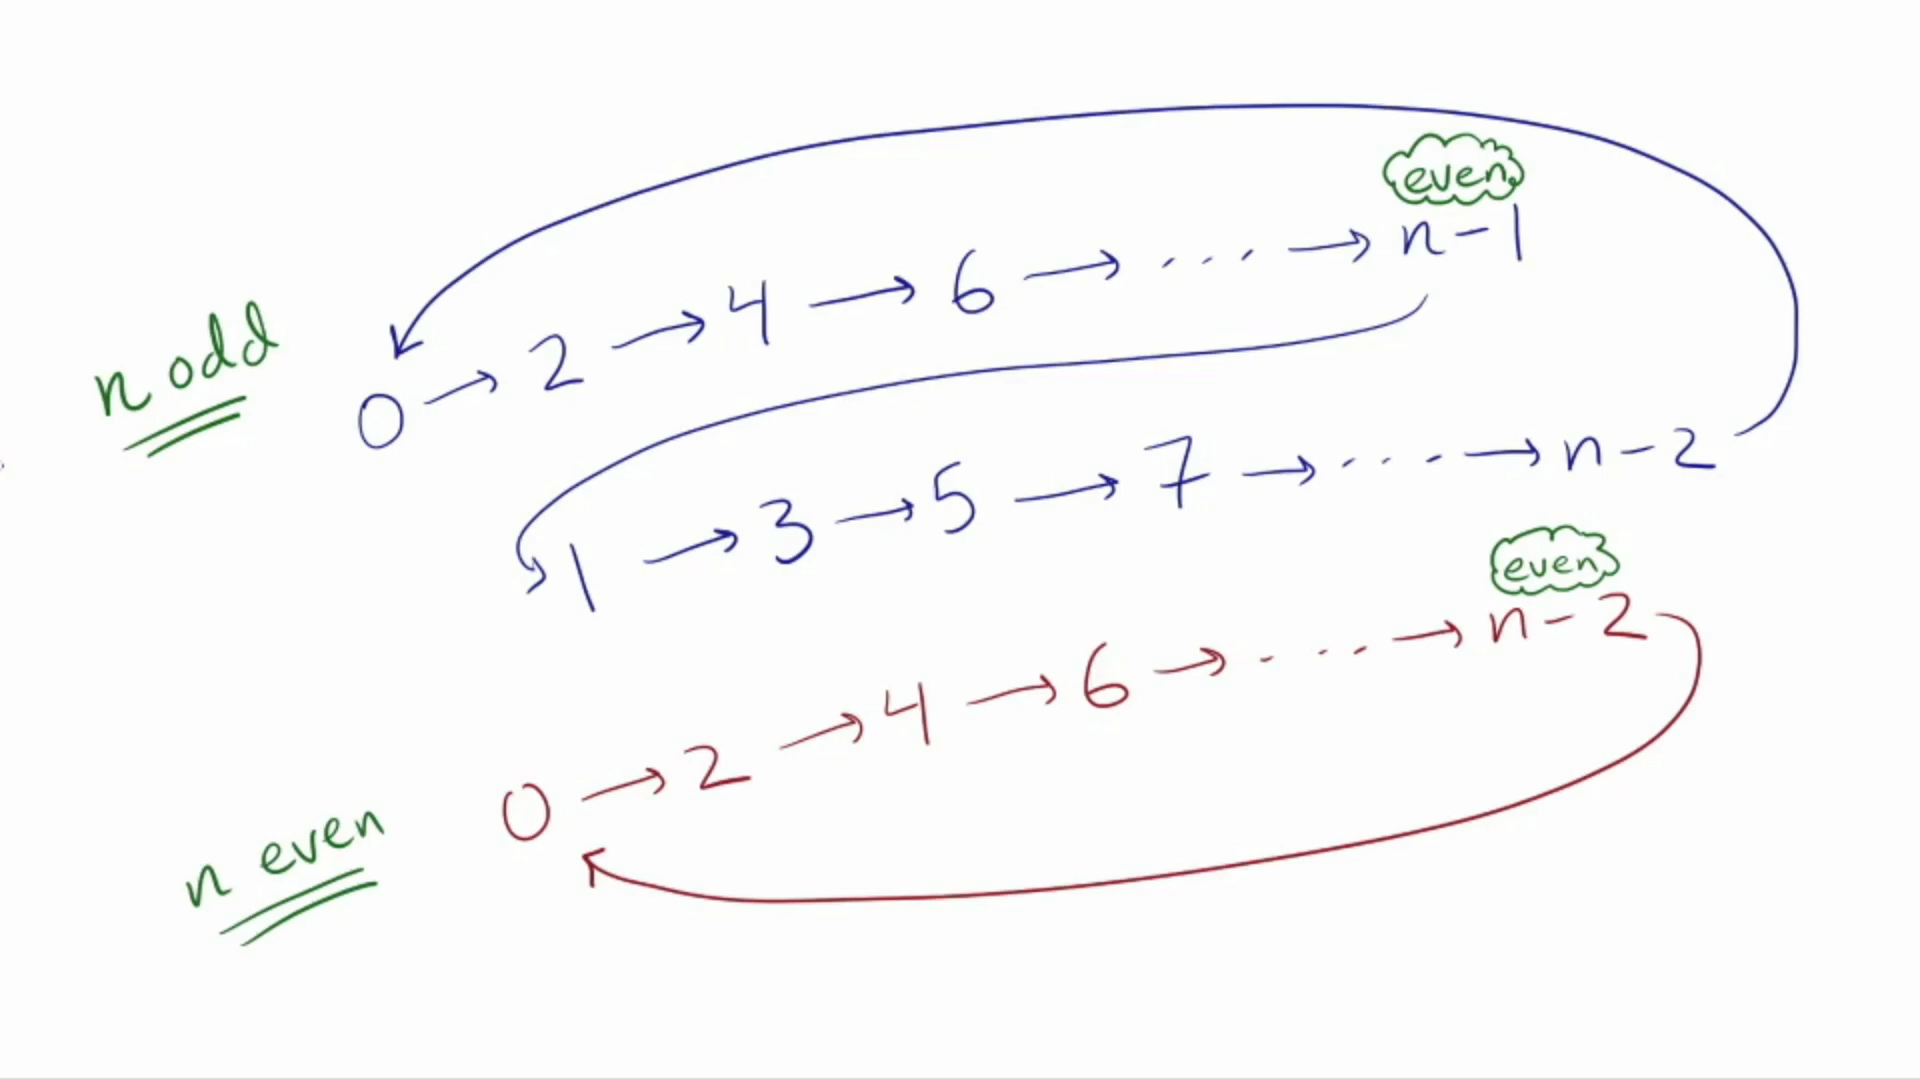 even
n odd 0 → 2 → 4 → 6 → ... → n-1
1 → 3 → 5 → 7 → ... → n-2
even
n even 0 → 2 → 4 → 6 → ... → n-2